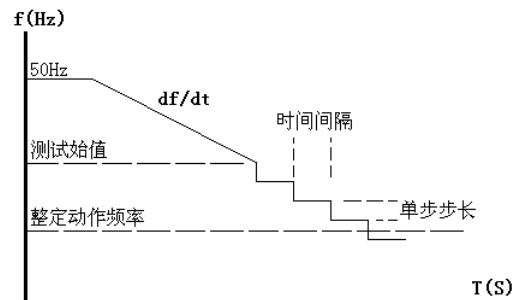 f(Hz)
50Hz
df/dt
时间间隔
测试始值
单步步长
整定动作频率
T(S)